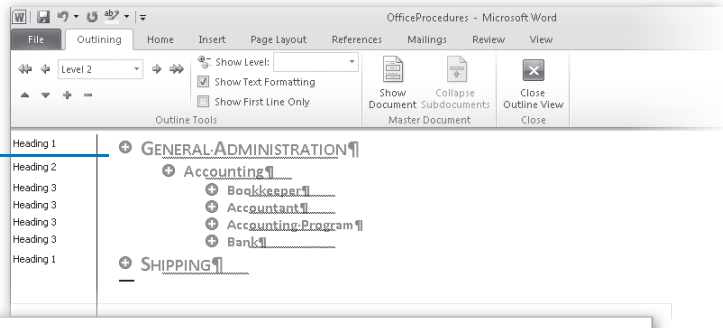 OfficeProcedures - Microsoft Word
File Outlining Home Insert Page Layout References Mailings Review View
Level 2
Show Level:
Show Text Formatting
Show First Line Only
Outline Tools
Show Document
Collapse Subdocuments
Master Document
Close Outline View
Close
Heading 1 GENERAL·ADMINISTRATION¶
Heading 2 Accounting¶
Heading 3 Bookkeeper¶
Heading 3 Accountant¶
Heading 3 Accounting·Program¶
Heading 3 Bank¶
Heading 1 SHIPPING¶